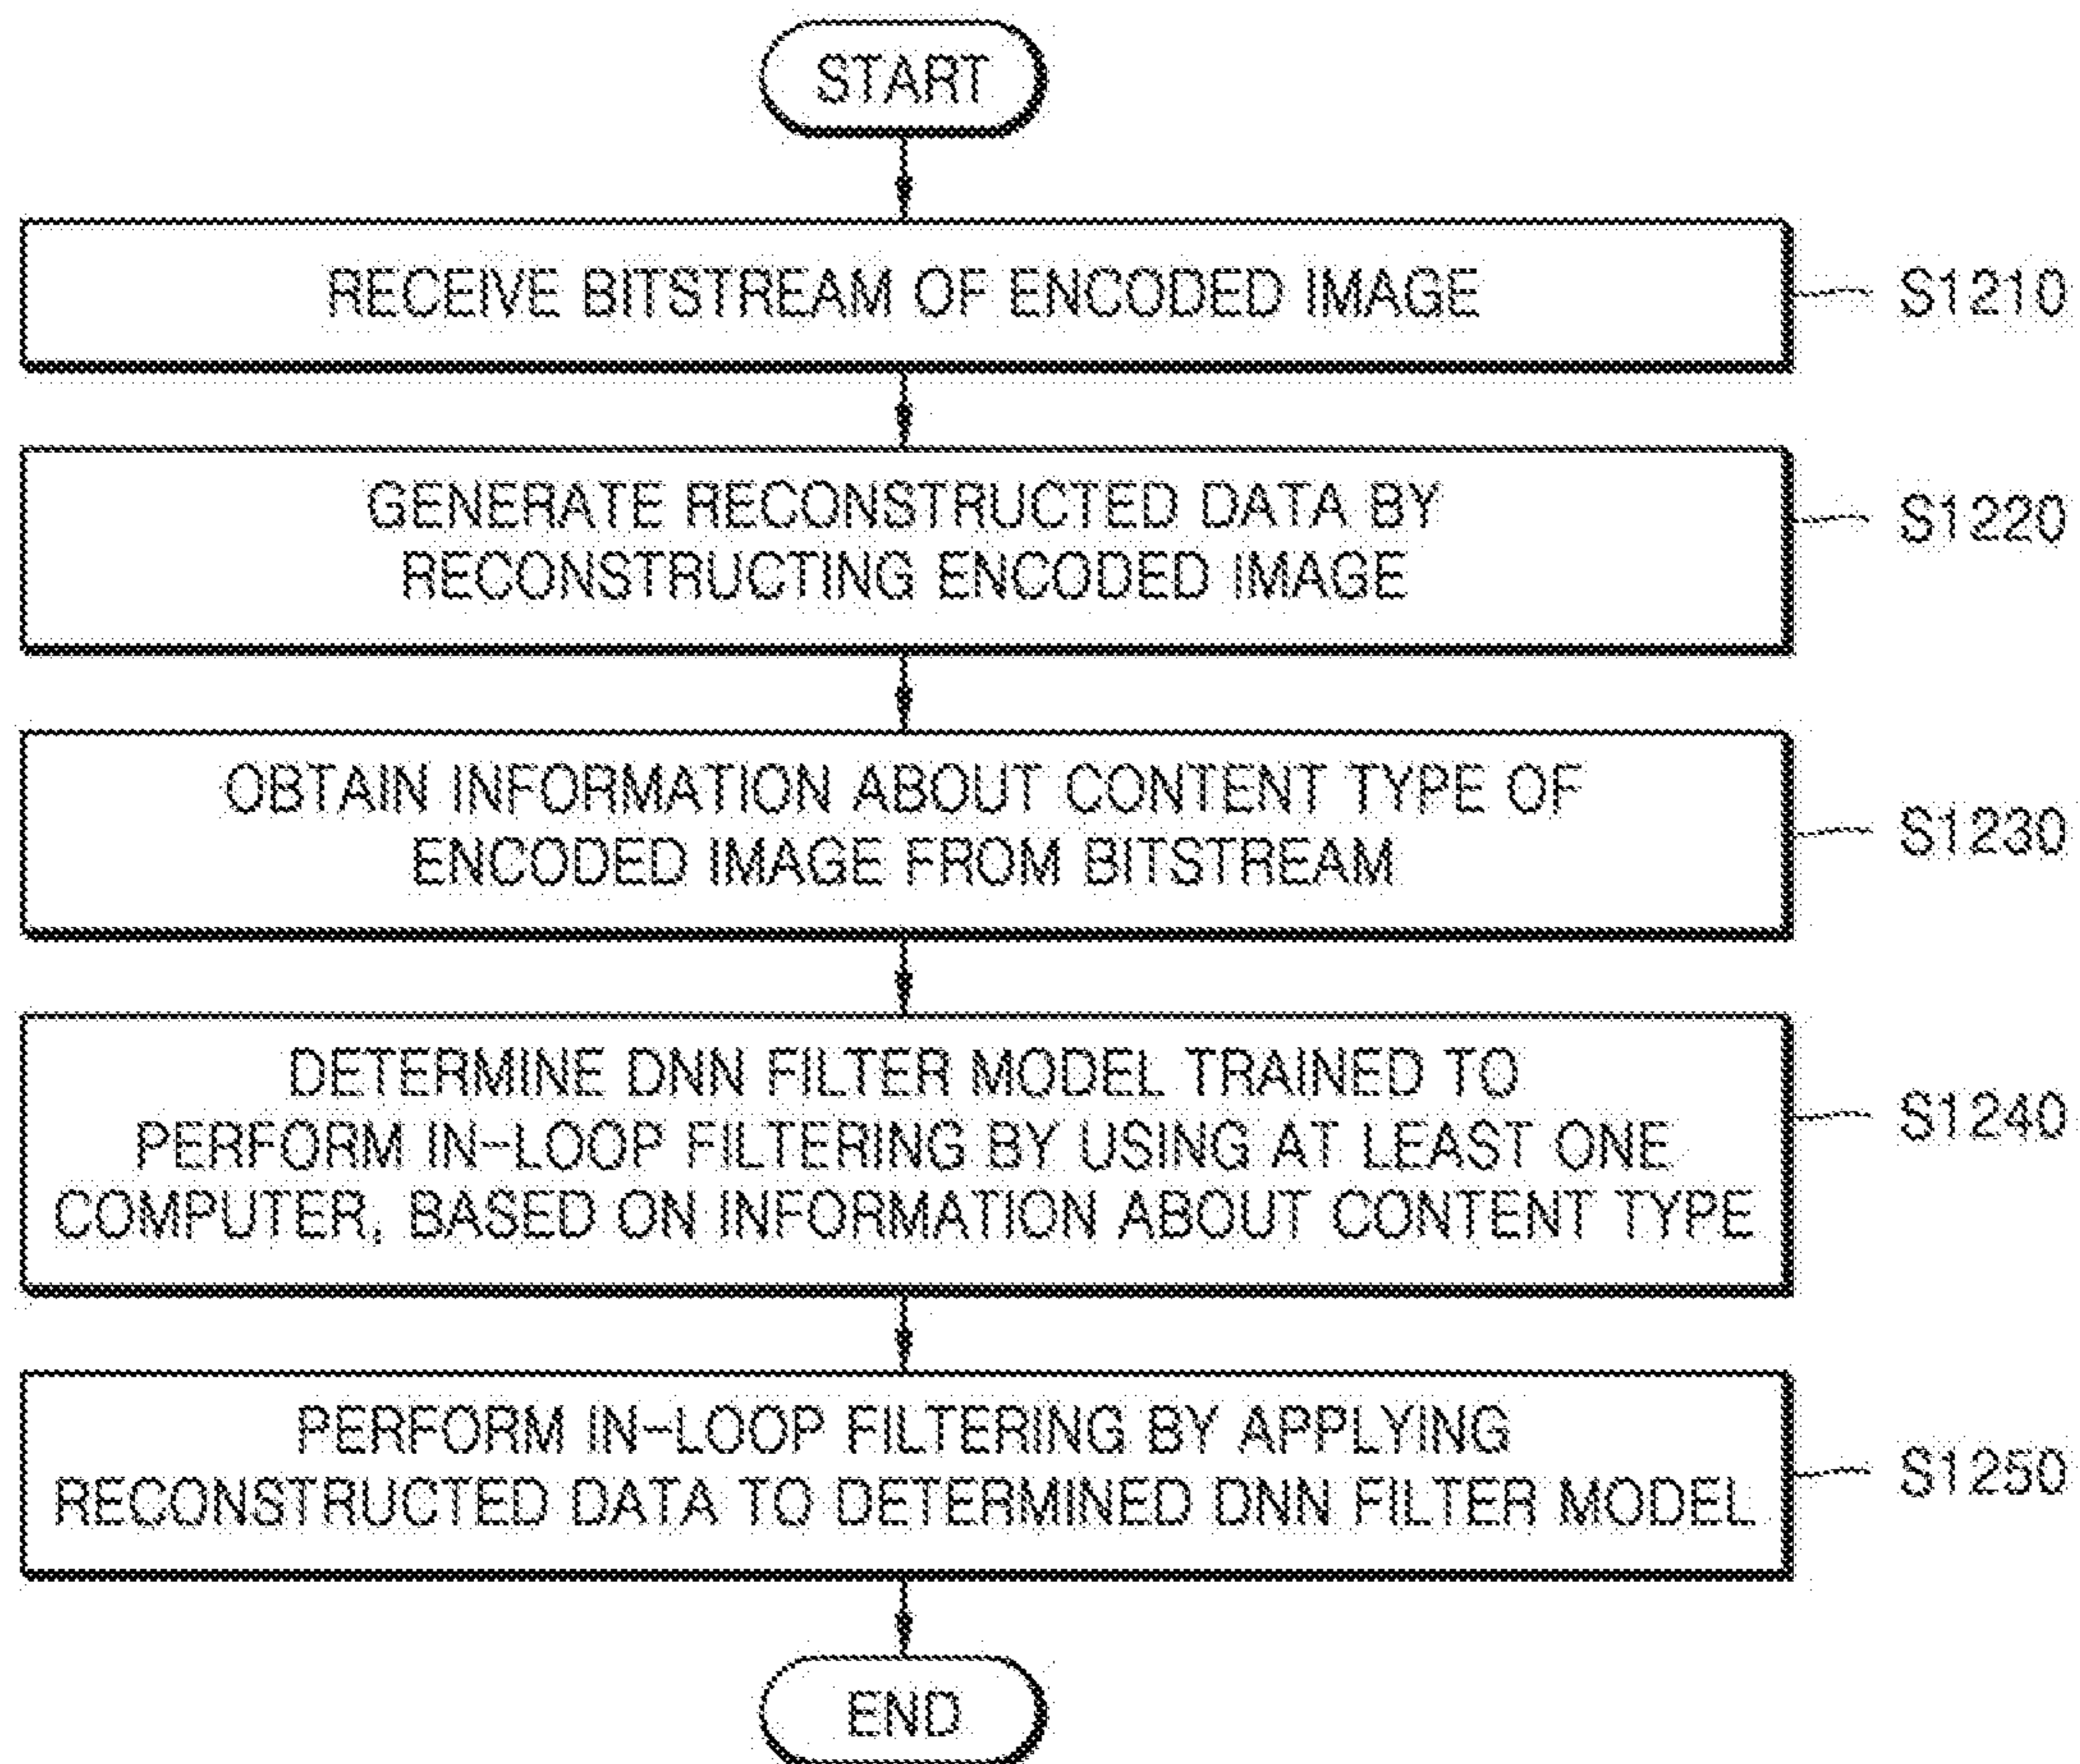 START
RECEIVE BITSTREAM OF ENCODED IMAGE
S1210
GENERATE RECONSTRUCTED DATA BY
RECONSTRUCTING ENCODED IMAGE
S1220
OBTAIN INFORMATION ABOUT CONTENT TYPE OF
ENCODED IMAGE FROM BITSTREAM
S1230
DETERMINE DNN FILTER MODEL TRAINED TO
PERFORM IN-LOOP FILTERING BY USING AT LEAST ONE
COMPUTER, BASED ON INFORMATION ABOUT CONTENT TYPE
S1240
PERFORM IN-LOOP FILTERING BY APPLYING
RECONSTRUCTED DATA TO DETERMINED DNN FILTER MODEL
S1250
END